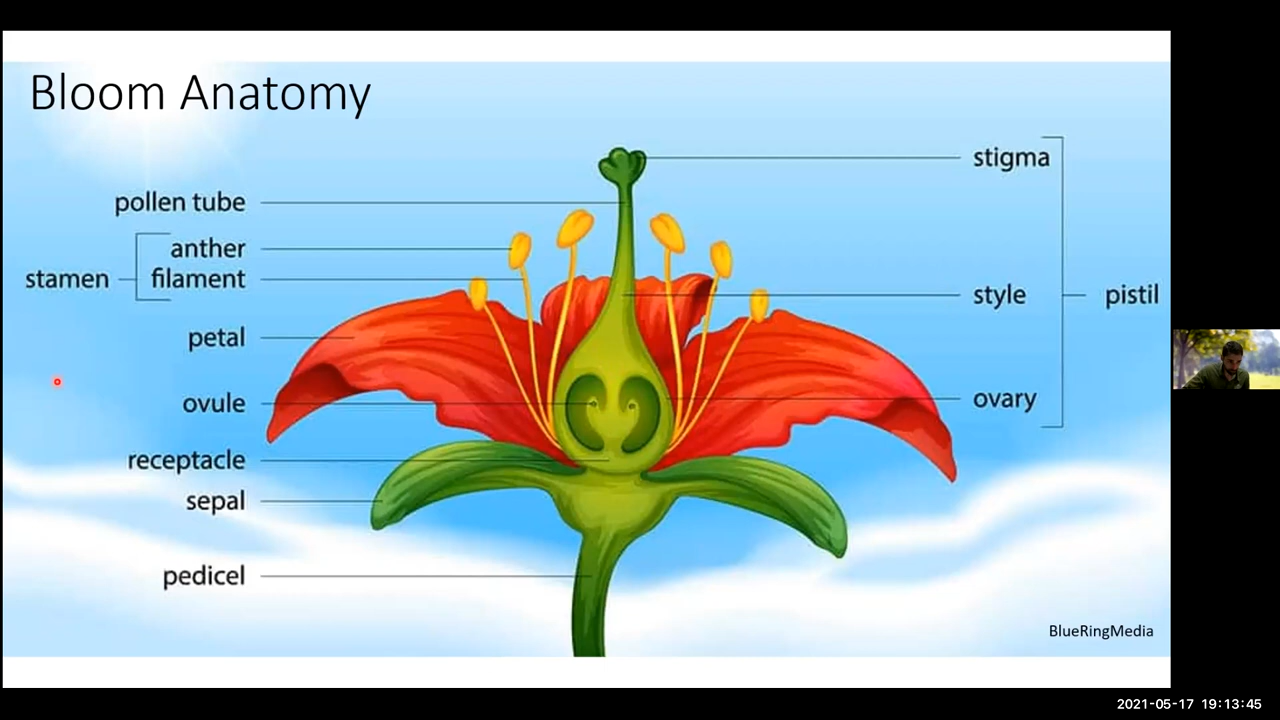 Bloom Anatomy
stigma
pollen tube
anther
stamen
filament
style
pistil
petal
ovule
ovary
receptacle
sepal
pedicel
BlueRingMedia
2021-05-17 19:13:45